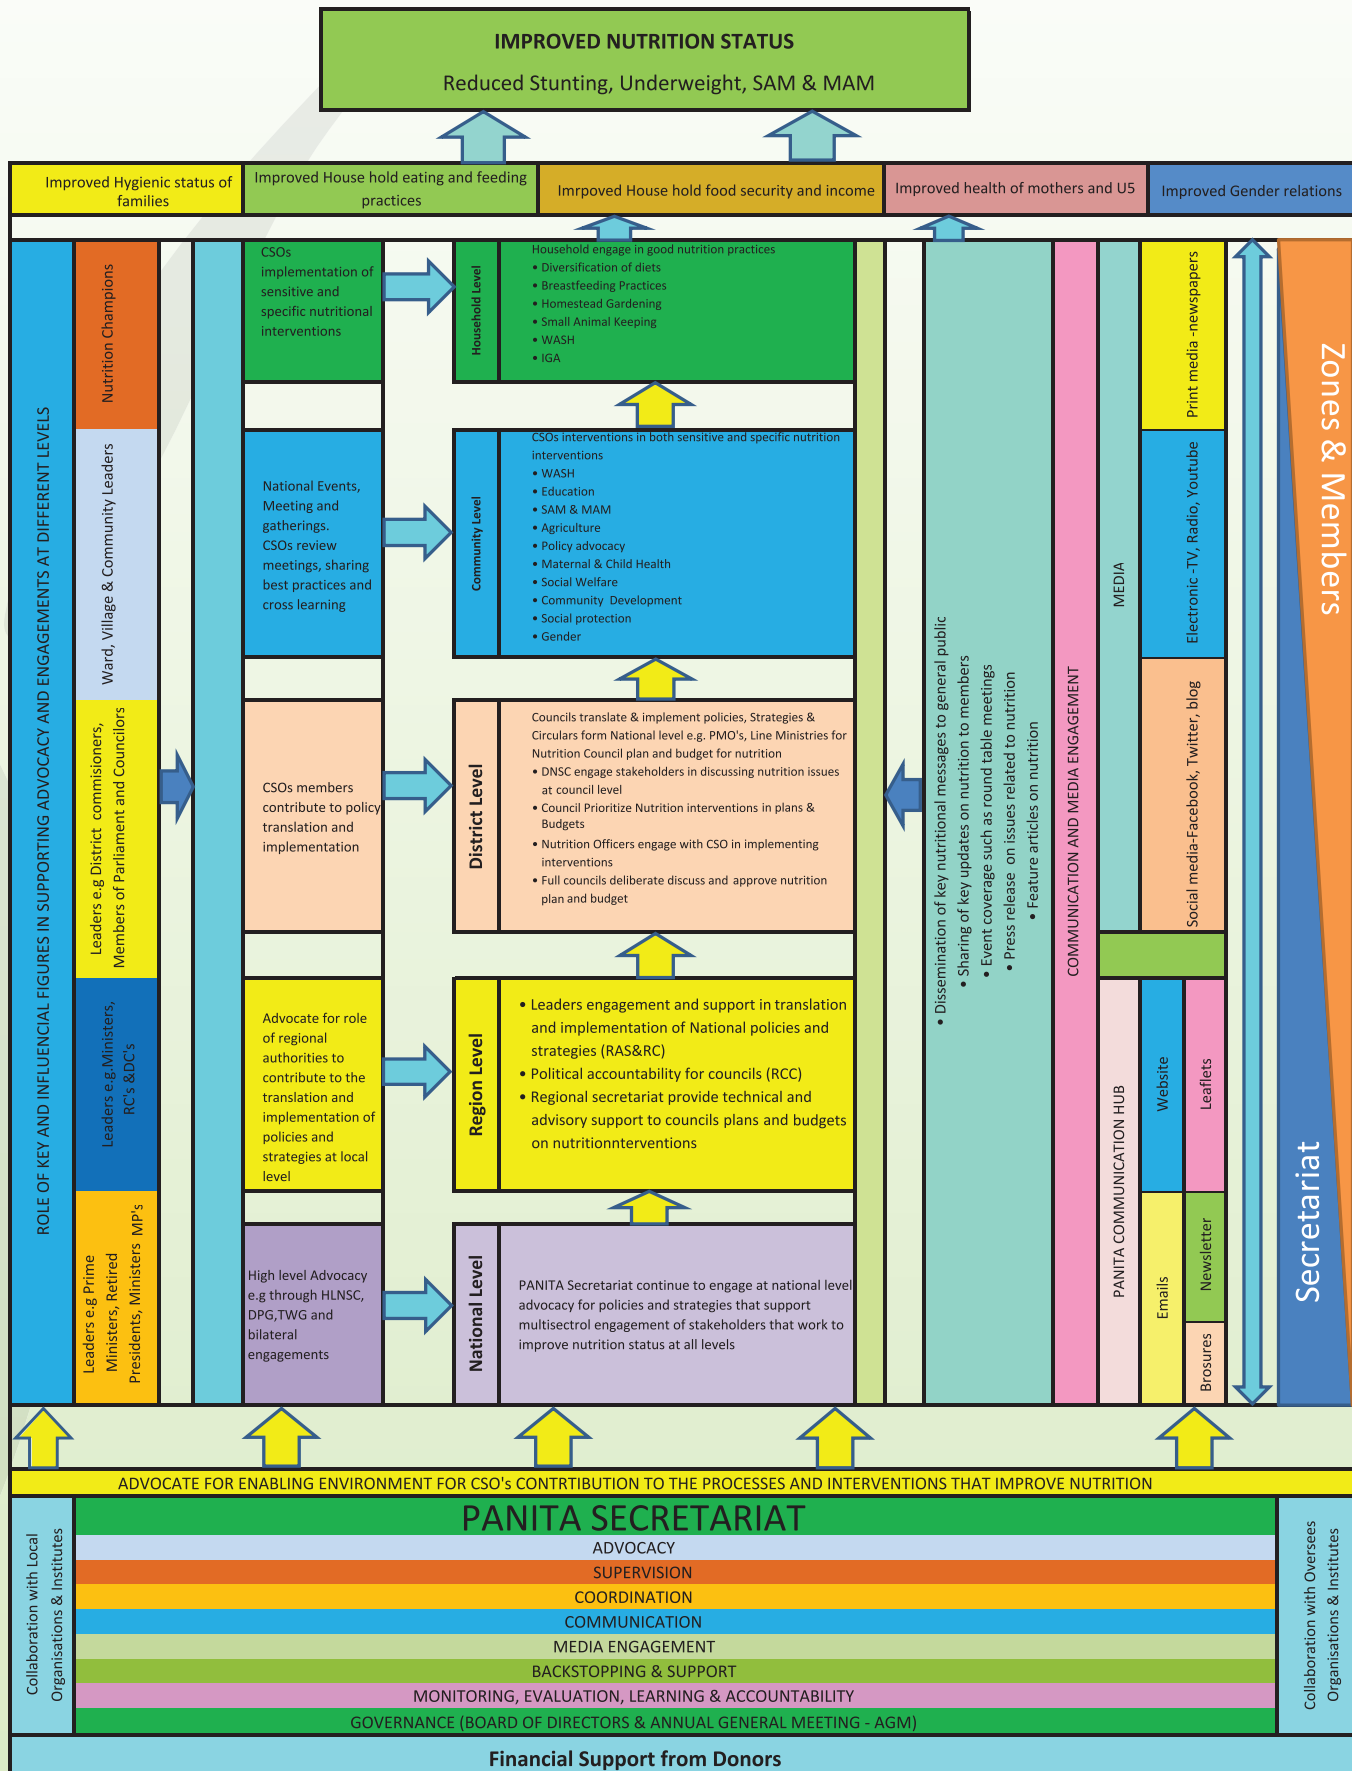 IMPROVED NUTRITION STATUS
Reduced Stunting, Underweight, SAM & MAM
Improved Hygienic status of
families
Improved House hold eating and feeding
practices
Imrpoved House hold food security and income
Improved health of mothers and U5
Improved Gender relations
ROLE OF KEY AND INFLUENCIAL FIGURES IN SUPPORTING ADVOCACY AND ENGAGEMENTS AT DIFFERENT LEVELS
Nutrition Champions
Ward, Village & Community Leaders
Leaders e.g District commisioners,
Members of Parliament and Councilors
Leaders e.g.Ministers,
RC's &DC's
Leaders e.g Prime
Ministers, Retired
Presidents, Ministers MP's
CSOs
implementation of
sensitive and
specific nutritional
interventions
Household Level
Household engage in good nutrition practices
• Diversification of diets
• Breastfeeding Practices
• Homestead Gardening
• Small Animal Keeping
• WASH
• IGA
National Events,
Meeting and
gatherings.
CSOs review
meetings, sharing
best practices and
cross learning
Community Level
CSOs interventions in both sensitive and specific nutrition
interventions
• WASH
• Education
• SAM & MAM
• Agriculture
• Policy advocacy
• Maternal & Child Health
• Social Welfare
• Community Development
• Social protection
• Gender
CSOs members
contribute to policy
translation and
implementation
District Level
Councils translate & implement policies, Strategies &
Circulars form National level e.g. PMO's, Line Ministries for
Nutrition Council plan and budget for nutrition
• DNSC engage stakeholders in discussing nutrition issues
at council level
• Council Prioritize Nutrition interventions in plans &
Budgets
• Nutrition Officers engage with CSO in implementing
interventions
• Full councils deliberate discuss and approve nutrition
plan and budget
Advocate for role
of regional
authorities to
contribute to the
translation and
implementation of
policies and
strategies at local
level
Region Level
• Leaders engagement and support in translation
and implementation of National policies and
strategies (RAS&RC)
• Political accountability for councils (RCC)
• Regional secretariat provide technical and
advisory support to councils plans and budgets
on nutritionnterventions
High level Advocacy
e.g through HLNSC,
DPG,TWG and
bilateral
engagements
National Level
PANITA Secretariat continue to engage at national level
advocacy for policies and strategies that support
multisectrol engagement of stakeholders that work to
improve nutrition status at all levels
• Dissemination of key nutritional messages to general public
• Sharing of key updates on nutrition to members
• Event coverage such as round table meetings
• Press release on issues related to nutrition
• Feature articles on nutrition
COMMUNICATION AND MEDIA ENGAGEMENT
MEDIA
Print media -newspapers
Electronic -TV, Radio, Youtube
Social media-Facebook, Twitter, blog
PANITA COMMUNICATION HUB
Website
Leaflets
Emails
Newsletter
Brosures
Zones & Members
Secretariat
ADVOCATE FOR ENABLING ENVIRONMENT FOR CSO's CONTRTIBUTION TO THE PROCESSES AND INTERVENTIONS THAT IMPROVE NUTRITION
Collaboration with Local
Organisations & Institutes
PANITA SECRETARIAT
ADVOCACY
SUPERVISION
COORDINATION
COMMUNICATION
MEDIA ENGAGEMENT
BACKSTOPPING & SUPPORT
MONITORING, EVALUATION, LEARNING & ACCOUNTABILITY
GOVERNANCE (BOARD OF DIRECTORS & ANNUAL GENERAL MEETING - AGM)
Collaboration with Oversees
Organisations & Institutes
Financial Support from Donors